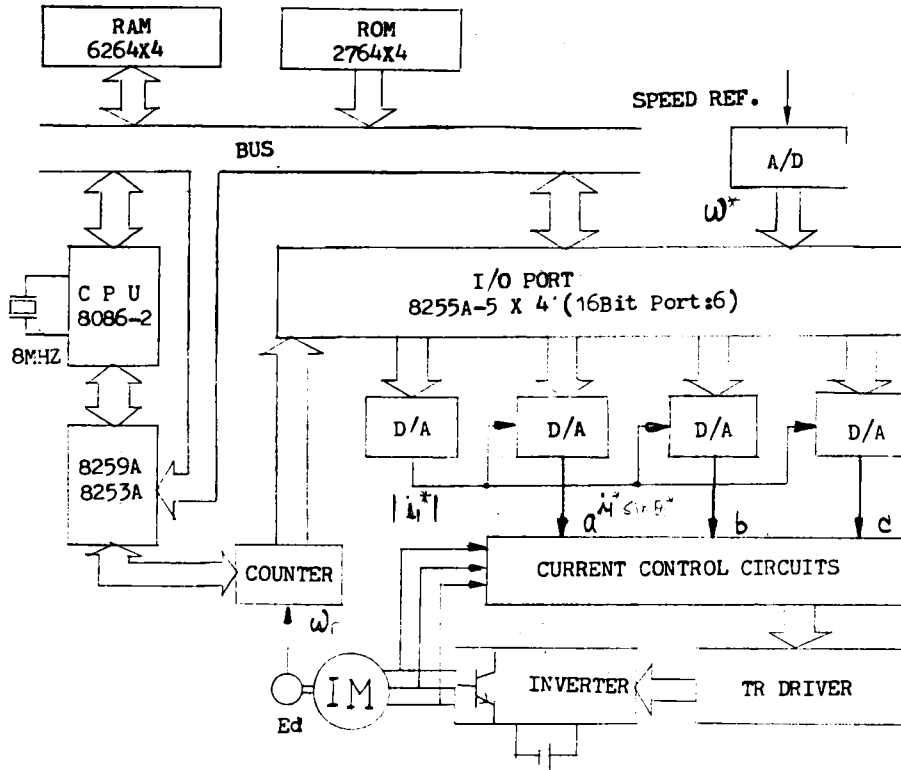 RAM
6264X4
ROM
2764X4
SPEED REF.
BUS
A/D
ω*
CPU
8086-2
I/O PORT
8255A-5 X 4 (16Bit Port:6)
8MHZ
D/A
D/A
D/A
D/A
8259A
8253A
|i₁*|
a
b
c
COUNTER
CURRENT CONTROL CIRCUITS
ωr
IM
INVERTER
TR DRIVER
Ed